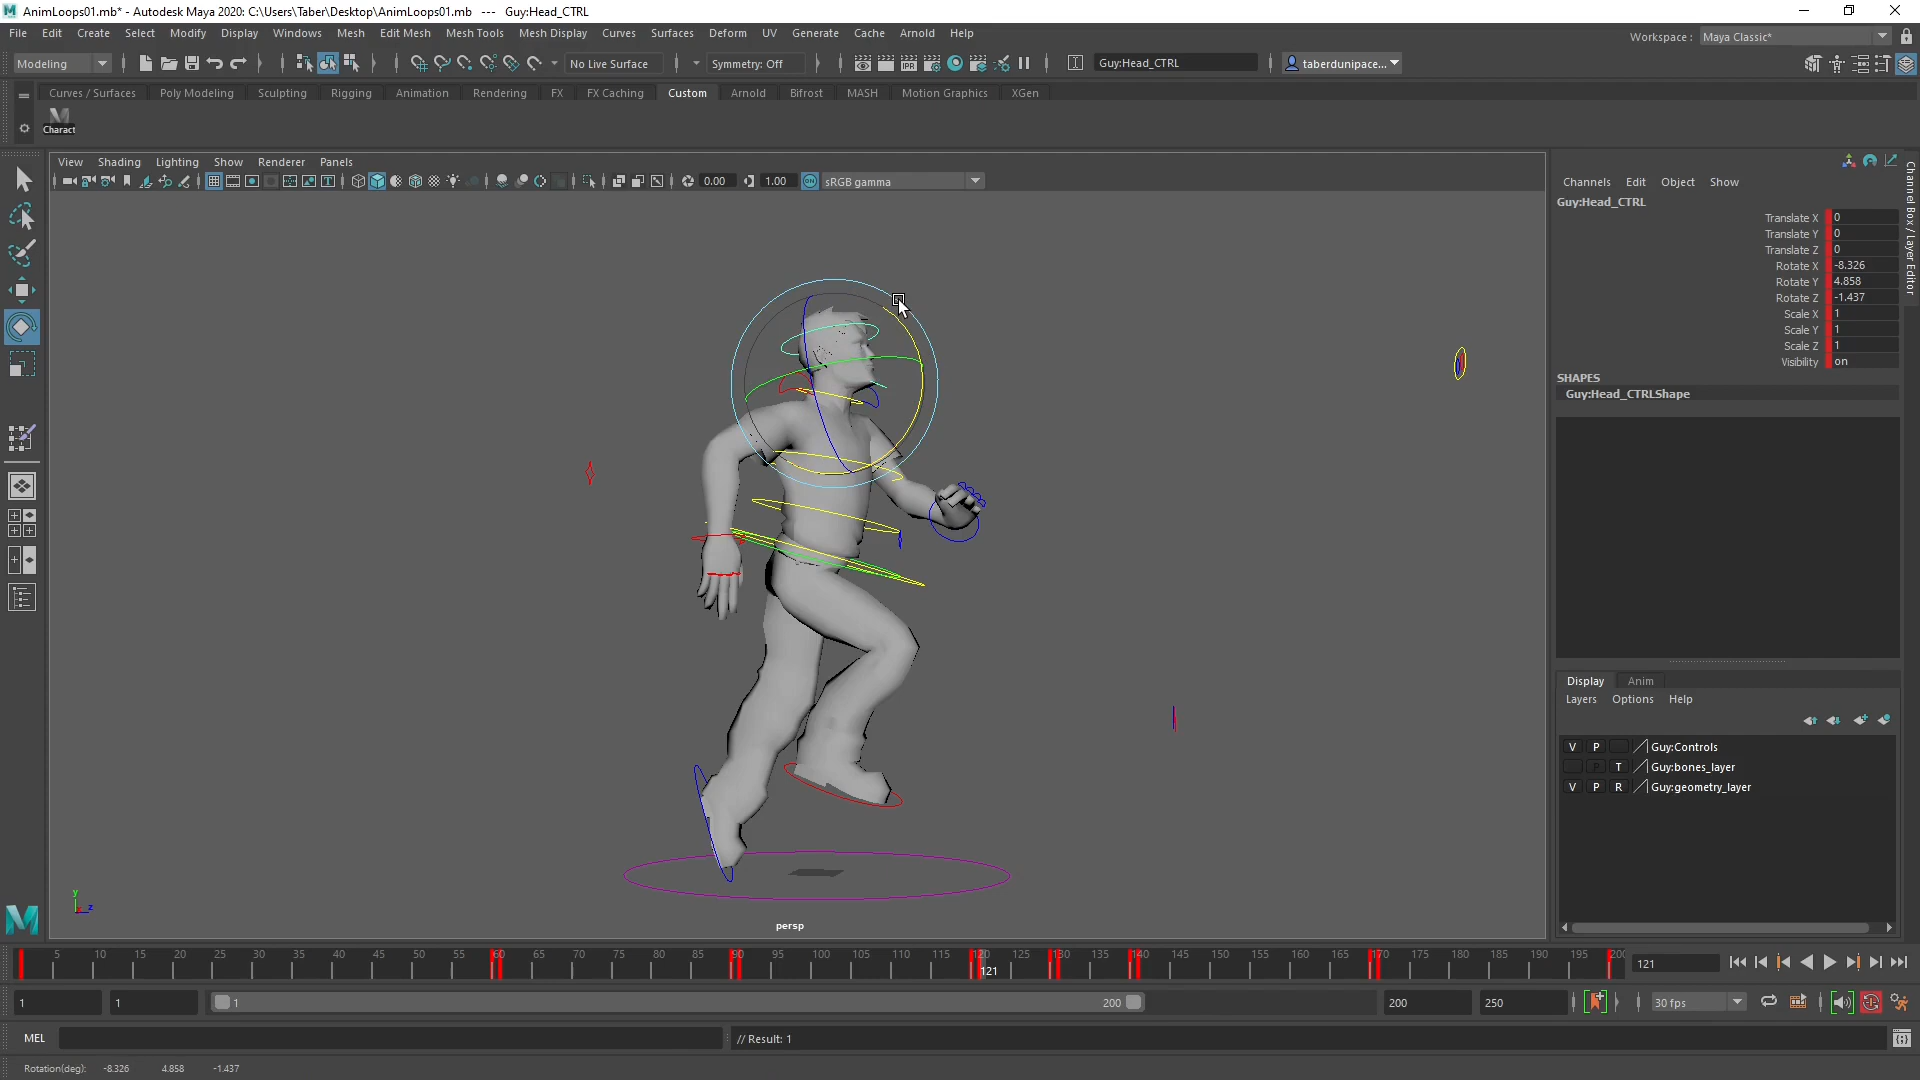 AnimLoops01.mb* - Autodesk Maya 2020: C:\Users\Taber\Desktop\AnimLoops01.mb   ---   Guy:Head_CTRL
File Edit Create Select Modify Display Windows Mesh Edit Mesh Mesh Tools Mesh Display Curves Surfaces Deform UV Generate Cache Arnold Help
Workspace : Maya Classic*
Modeling No Live Surface Symmetry: Off Guy:Head_CTRL taberdunipace...
Curves / Surfaces Poly Modeling Sculpting Rigging Animation Rendering FX FX Caching Custom Arnold Bifrost MASH Motion Graphics XGen
Charact
View Shading Lighting Show Renderer Panels
0.00 1.00 sRGB gamma
Channels Edit Object Show
Guy:Head_CTRL
Translate X 0
Translate Y 0
Translate Z 0
Rotate X -8.326
Rotate Y 4.858
Rotate Z -1.437
Scale X 1
Scale Y 1
Scale Z 1
Visibility on
SHAPES
Guy:Head_CTRLShape
Channel Box / Layer Editor
Display Anim
Layers Options Help
V P Guy:Controls
P T Guy:bones_layer
V P R Guy:geometry_layer
y
z
persp
5 10 15 20 25 30 35 40 45 50 55 60 65 70 75 80 85 90 95 100 105 110 115 120 125 130 135 140 145 150 155 160 165 170 175 180 185 190 195 200
121
121
1 1 1 200 200 250 30 fps
MEL // Result: 1
Rotation(deg): -8.326 4.858 -1.437